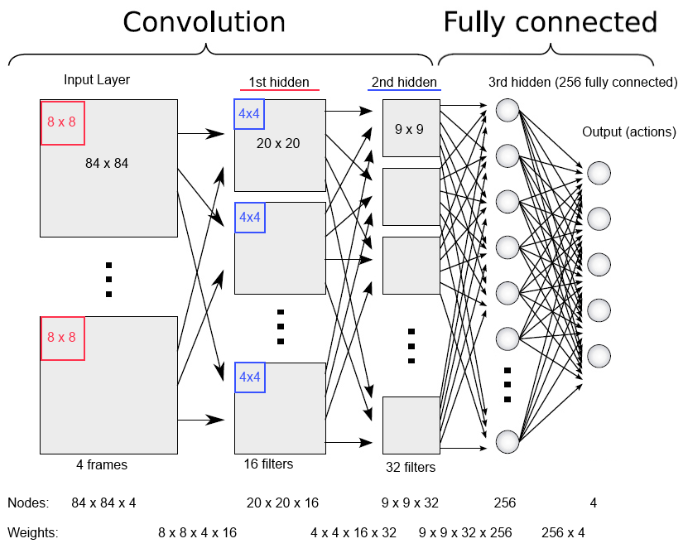 Convolution
Fully connected
Input Layer
1st hidden
2nd hidden
3rd hidden (256 fully connected)
Output (actions)
8 x 8
84 x 84
4x4
20 x 20
9 x 9
4x4
8 x 8
4x4
4 frames
16 filters
32 filters
Nodes: 84 x 84 x 4 20 x 20 x 16 9 x 9 x 32 256 4
Weights: 8 x 8 x 4 x 16 4 x 4 x 16 x 32 9 x 9 x 32 x 256 256 x 4